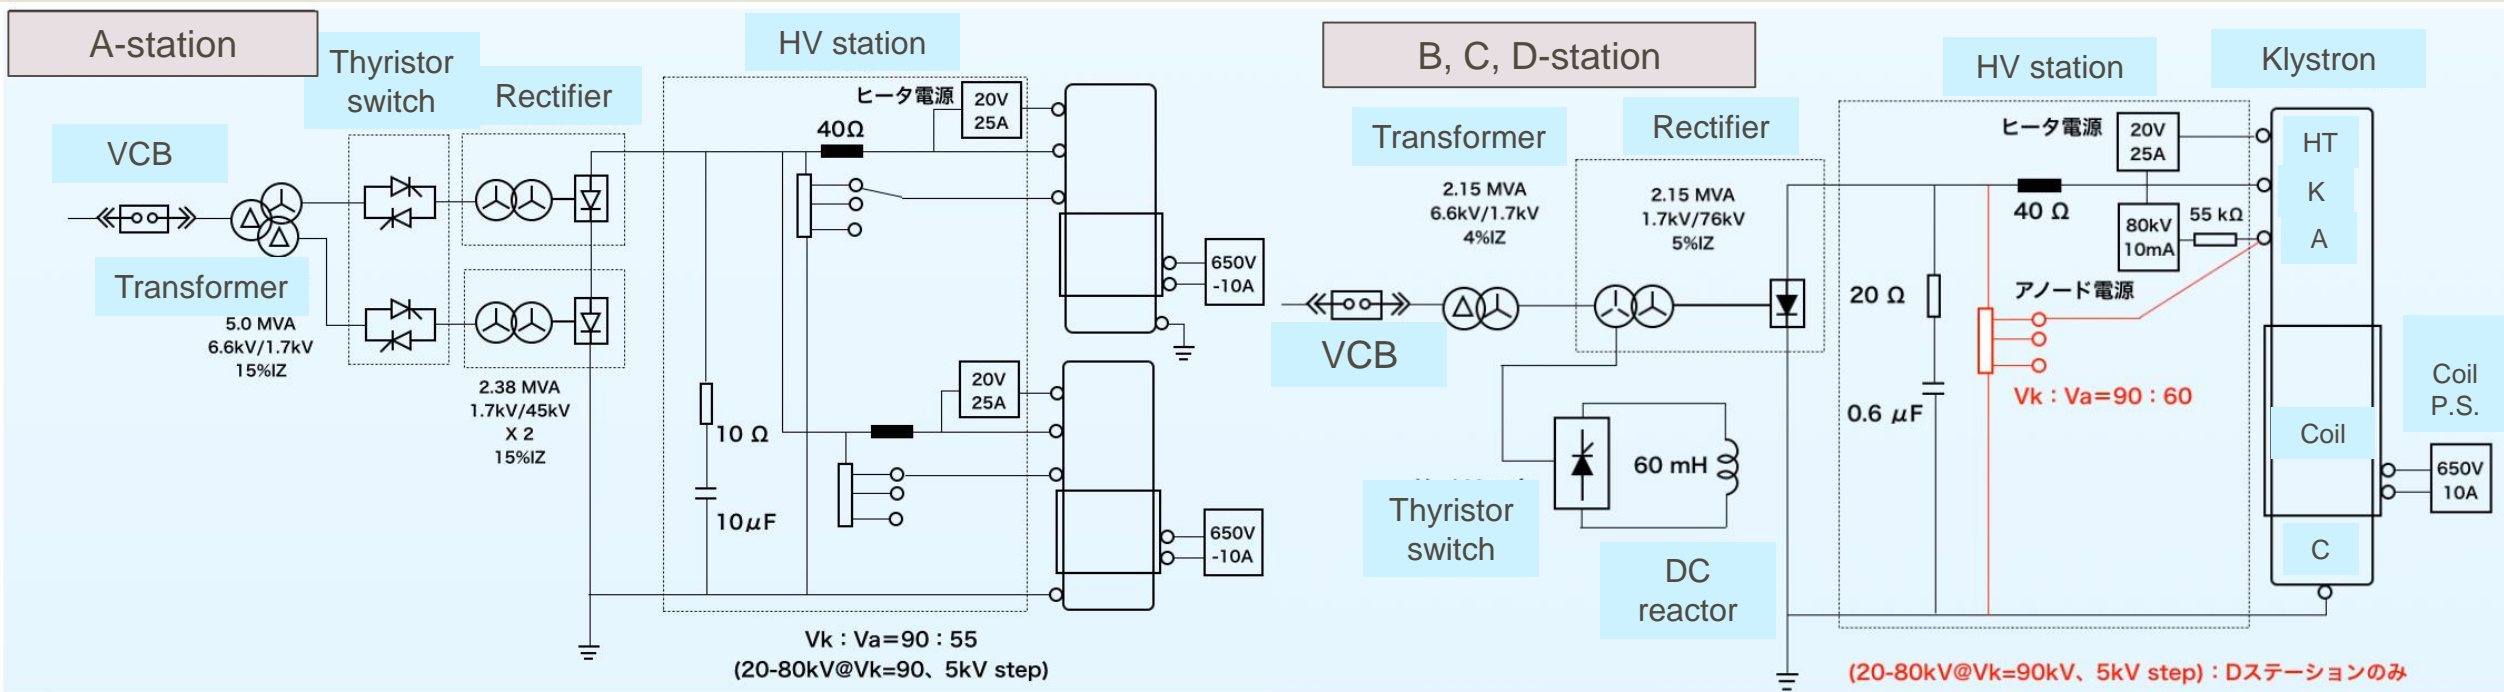 A-station
HV station
Thyristor
switch
Rectifier
VCB
Transformer
5.0 MVA
6.6kV/1.7kV
15%IZ
2.38 MVA
1.7kV/45kV
X 2
15%IZ
ヒータ電源
20V
25A
40Ω
650V
-10A
20V
25A
10 Ω
10μF
650V
-10A
Vk：Va=90：55
(20-80kV@Vk=90、5kV step)
B, C, D-station
HV station
Klystron
Transformer
Rectifier
2.15 MVA
6.6kV/1.7kV
4%IZ
2.15 MVA
1.7kV/76kV
5%IZ
VCB
Thyristor
switch
60 mH
DC
reactor
ヒータ電源
20V
25A
HT
K
A
40 Ω
80kV
10mA
55 kΩ
アノード電源
20 Ω
0.6 μF
Vk：Va=90：60
Coil
C
Coil
P.S.
650V
10A
(20-80kV@Vk=90kV、5kV step)：Dステーションのみ